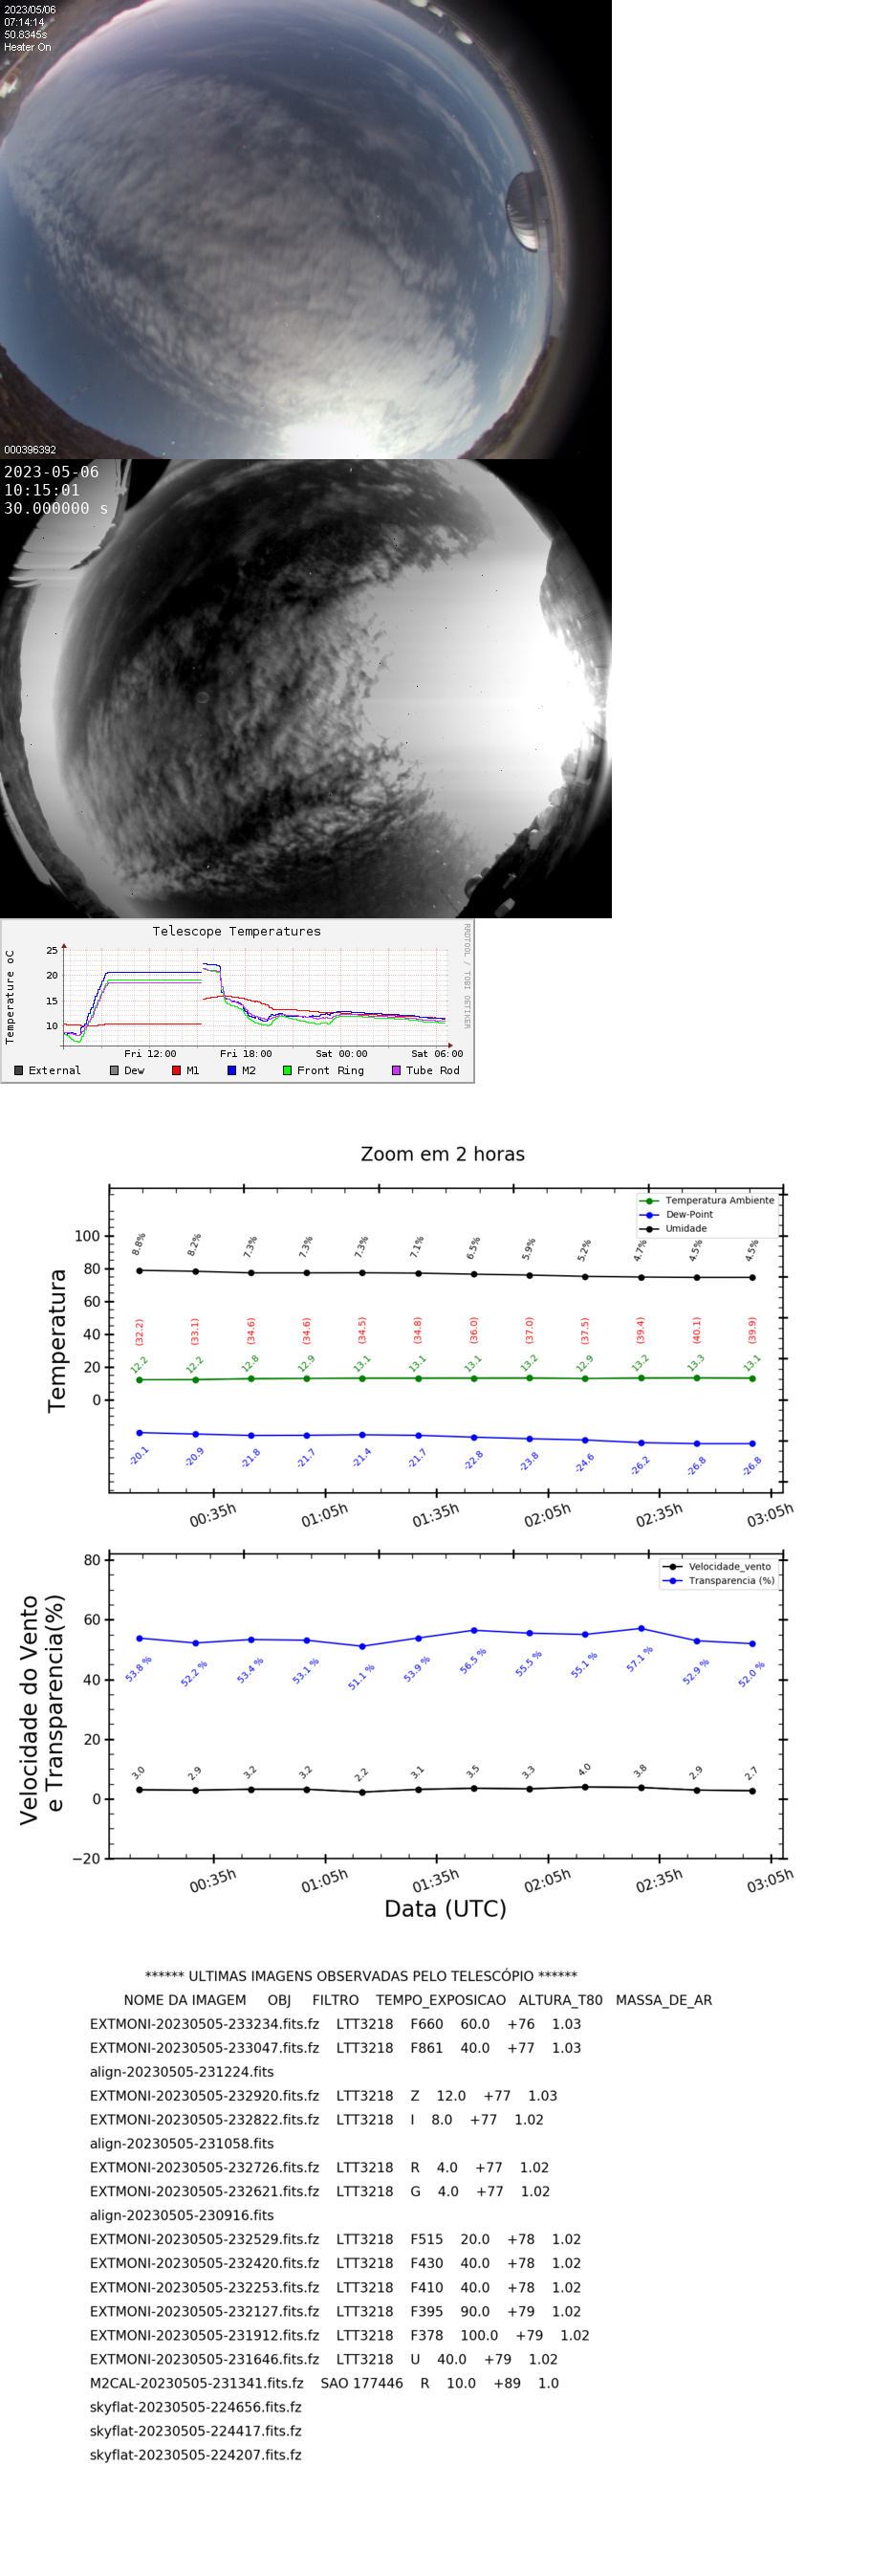 2023/05/06
07:14:14
50.8345s
Heater On
000396392
2023-05-06
10:15:01
30.000000 s
Telescope Temperatures
Temperature oC
RRDTOOL / TOBI OETIKER
25
20
15
10
Fri 12:00 Fri 18:00 Sat 00:00 Sat 06:00
External Dew M1 M2 Front Ring Tube Rod
Zoom em 2 horas
Temperatura
Temperatura Ambiente
Dew-Point
Umidade
100
80
60
40
20
0
8.8% 8.2% 7.3% 7.3% 7.3% 7.1% 6.5% 5.9% 5.2% 4.7% 4.5% 4.5%
(32.2) (33.1) (34.6) (34.6) (34.5) (34.8) (36.0) (37.0) (37.5) (39.4) (40.1) (39.9)
12.2 12.2 12.8 12.9 13.1 13.1 13.1 13.2 12.9 13.2 13.3 13.1
-20.1 -20.9 -21.8 -21.7 -21.4 -21.7 -22.8 -23.8 -24.6 -26.2 -26.8 -26.8
00:35h 01:05h 01:35h 02:05h 02:35h 03:05h
Velocidade do Vento
e Transparencia(%)
Velocidade_vento
Transparencia (%)
80
60
40
20
0
−20
53.8 % 52.2 % 53.4 % 53.1 % 51.1 % 53.9 % 56.5 % 55.5 % 55.1 % 57.1 % 52.9 % 52.0 %
3.0 2.9 3.2 3.2 2.2 3.1 3.5 3.3 4.0 3.8 2.9 2.7
00:35h 01:05h 01:35h 02:05h 02:35h 03:05h
Data (UTC)
****** ULTIMAS IMAGENS OBSERVADAS PELO TELESCÓPIO ******
NOME DA IMAGEM OBJ FILTRO TEMPO_EXPOSICAO ALTURA_T80 MASSA_DE_AR
EXTMONI-20230505-233234.fits.fz LTT3218 F660 60.0 +76 1.03
EXTMONI-20230505-233047.fits.fz LTT3218 F861 40.0 +77 1.03
align-20230505-231224.fits
EXTMONI-20230505-232920.fits.fz LTT3218 Z 12.0 +77 1.03
EXTMONI-20230505-232822.fits.fz LTT3218 I 8.0 +77 1.02
align-20230505-231058.fits
EXTMONI-20230505-232726.fits.fz LTT3218 R 4.0 +77 1.02
EXTMONI-20230505-232621.fits.fz LTT3218 G 4.0 +77 1.02
align-20230505-230916.fits
EXTMONI-20230505-232529.fits.fz LTT3218 F515 20.0 +78 1.02
EXTMONI-20230505-232420.fits.fz LTT3218 F430 40.0 +78 1.02
EXTMONI-20230505-232253.fits.fz LTT3218 F410 40.0 +78 1.02
EXTMONI-20230505-232127.fits.fz LTT3218 F395 90.0 +79 1.02
EXTMONI-20230505-231912.fits.fz LTT3218 F378 100.0 +79 1.02
EXTMONI-20230505-231646.fits.fz LTT3218 U 40.0 +79 1.02
M2CAL-20230505-231341.fits.fz SAO 177446 R 10.0 +89 1.0
skyflat-20230505-224656.fits.fz
skyflat-20230505-224417.fits.fz
skyflat-20230505-224207.fits.fz